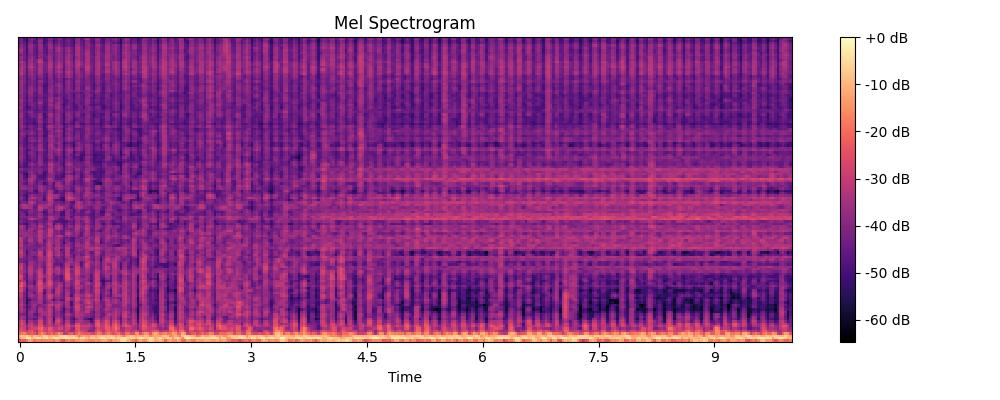 Mel Spectrogram
+0 dB
-10 dB
-20 dB
-30 dB
-40 dB
-50 dB
-60 dB
0
1.5
3
4.5
6
7.5
9
Time